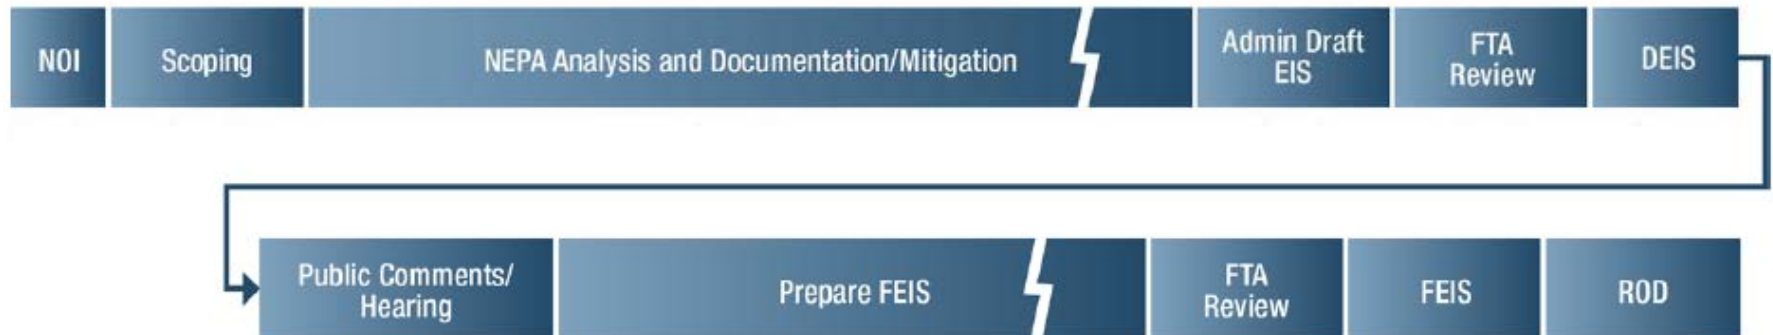 NOI
Scoping
NEPA Analysis and Documentation/Mitigation
Admin Draft
EIS
FTA
Review
DEIS
Public Comments/
Hearing
Prepare FEIS
FTA
Review
FEIS
ROD